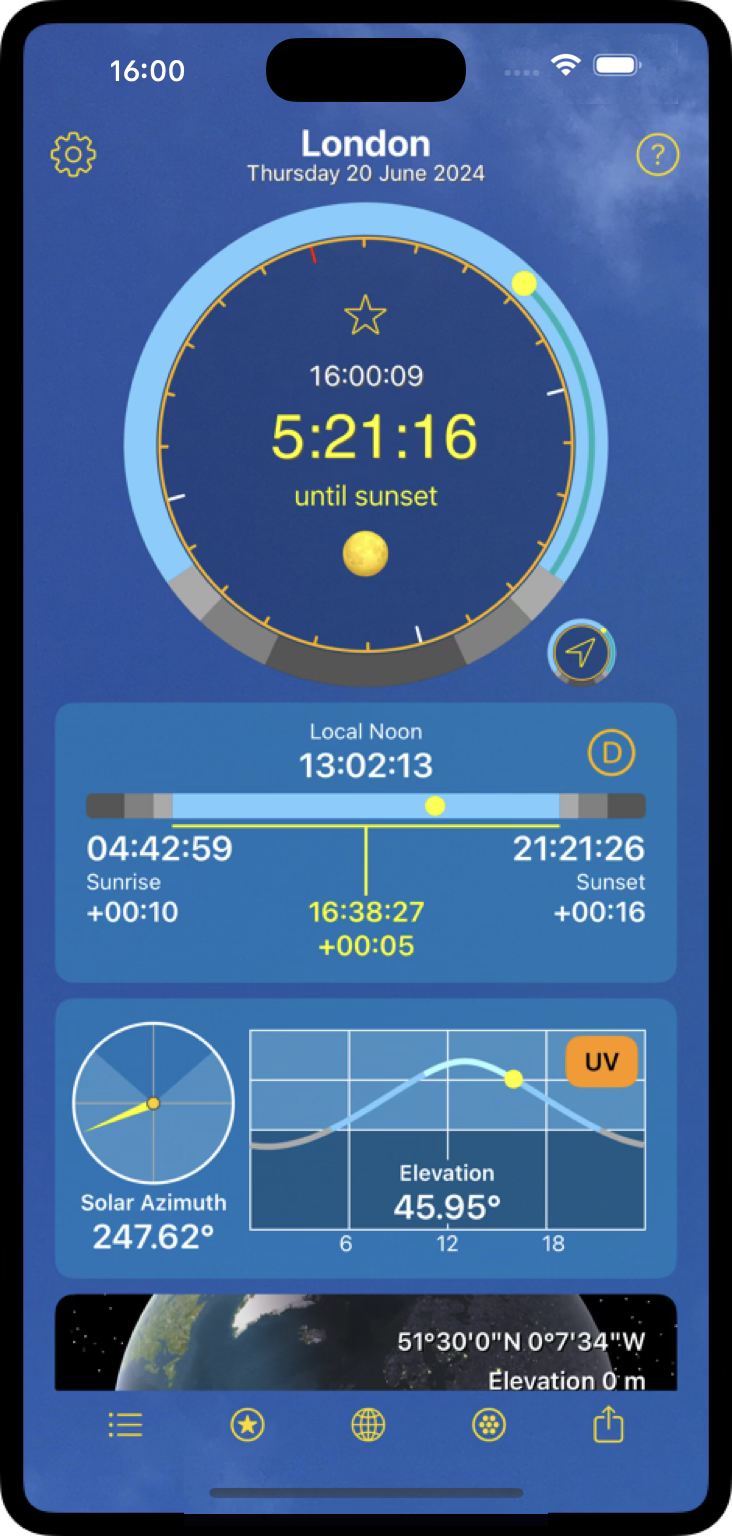 16:00
London
Thursday 20 June 2024
?
16:00:09
5:21:16
until sunset
Local Noon
13:02:13
D
04:42:59
21:21:26
Sunrise
Sunset
+00:10
16:38:27
+00:16
+00:05
UV
Elevation
45.95°
Solar Azimuth
247.62°
6
12
18
51°30'0"N 0°7'34"W
Elevation 0 m